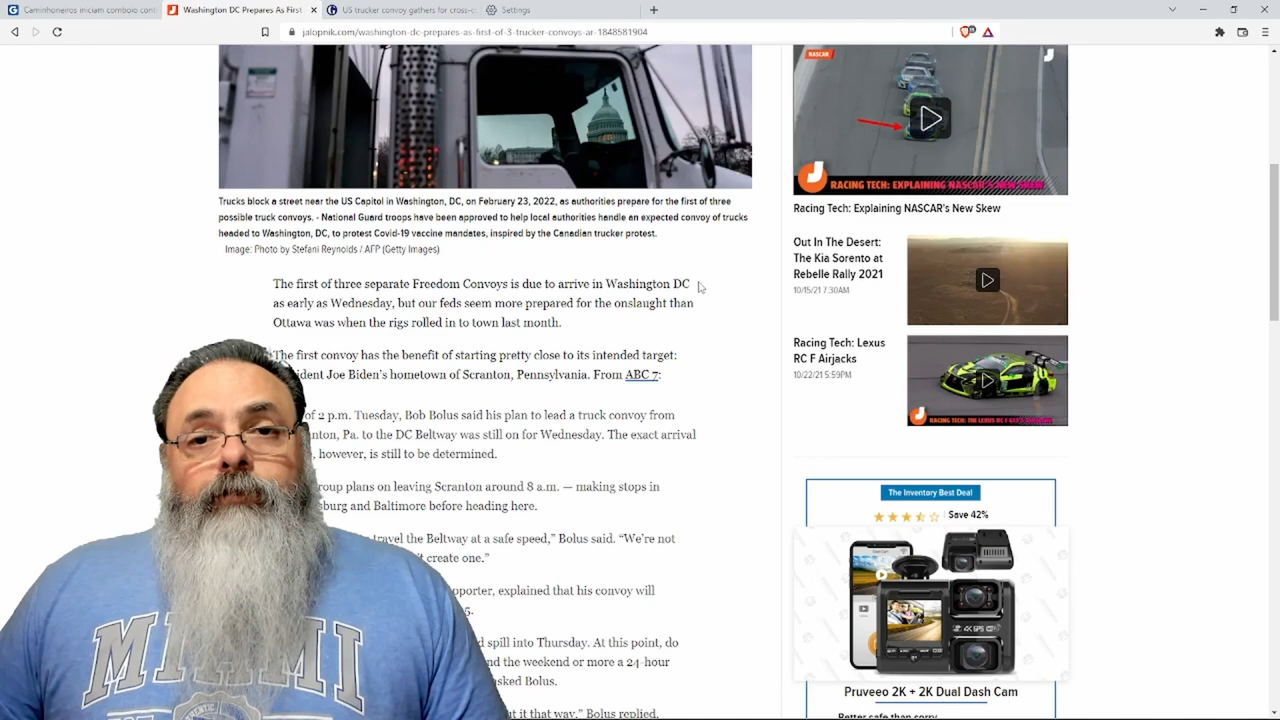 Caminhoneiros iniciam comboio cont
Washington DC Prepares As First
US trucker convoy gathers for cross-
Settings
jalopnik.com/washington-dc-prepares-as-first-of-3-trucker-convoys-ar-1848581904
Trucks block a street near the US Capitol in Washington, DC, on February 23, 2022, as authorities prepare for the first of three
possible truck convoys. - National Guard troops have been approved to help local authorities handle an expected convoy of trucks
headed to Washington, DC, to protest Covid-19 vaccine mandates, inspired by the Canadian trucker protest.
Image: Photo by Stefani Reynolds / AFP (Getty Images)
The first of three separate Freedom Convoys is due to arrive in Washington DC
as early as Wednesday, but our feds seem more prepared for the onslaught than
Ottawa was when the rigs rolled in to town last month.
The first convoy has the benefit of starting pretty close to its intended target:
ident Joe Biden's hometown of Scranton, Pennsylvania. From ABC 7:
of 2 p.m. Tuesday, Bob Bolus said his plan to lead a truck convoy from
nton, Pa. to the DC Beltway was still on for Wednesday. The exact arrival
, however, is still to be determined.
roup plans on leaving Scranton around 8 a.m. — making stops in
sburg and Baltimore before heading here.
ravel the Beltway at a safe speed,” Bolus said. “We’re not
t create one.”
pporter, explained that his convoy will
5.
d spill into Thursday. At this point, do
nd the weekend or more a 24-hour
asked Bolus.
t it that way,” Bolus replied.
NASCAR
RACING TECH: EXPLAINING NASCAR'S NEW SKEW
Racing Tech: Explaining NASCAR's New Skew
Out In The Desert:
The Kia Sorento at
Rebelle Rally 2021
10/15/21 7:30AM
Racing Tech: Lexus
RC F Airjacks
10/22/21 5:59PM
The Inventory Best Deal
Save 42%
4K GPS WiFi
Pruveeo 2K + 2K Dual Dash Cam
Better safe than sorry